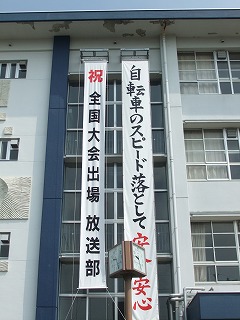 自転車のスピード落として安全安心
祝 全国大会出場 放送部